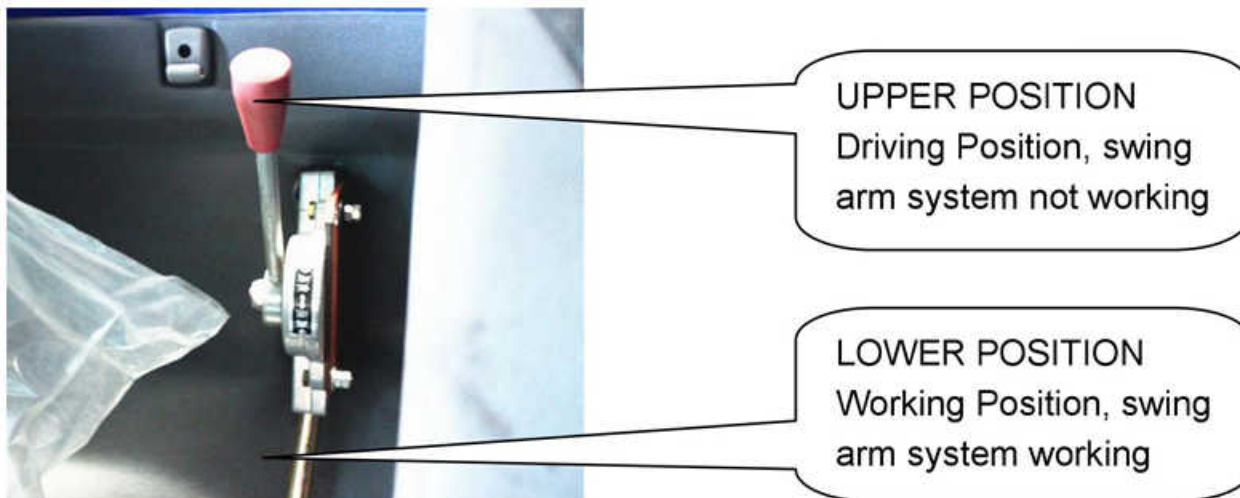 UPPER POSITION
Driving Position, swing
arm system not working
LOWER POSITION
Working Position, swing
arm system working